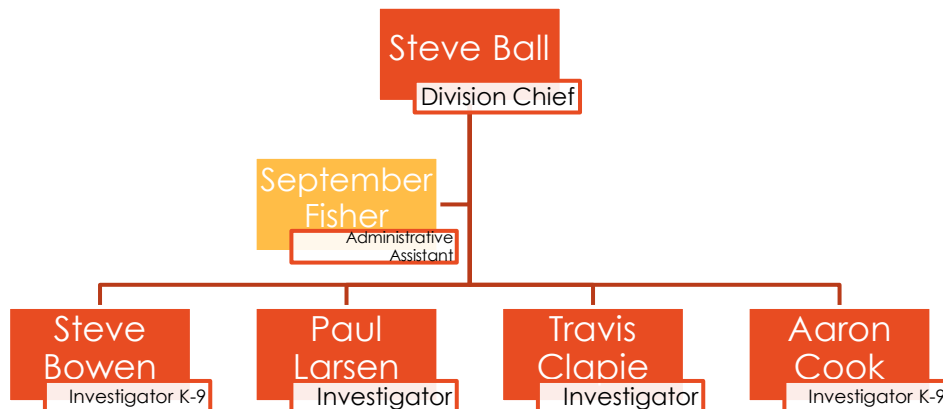 Steve Ball
Division Chief
September
Fisher
Administrative
Assistant
Steve
Bowen
Investigator K-9
Paul
Larsen
Investigator
Travis
Clapie
Investigator
Aaron
Cook
Investigator K-9